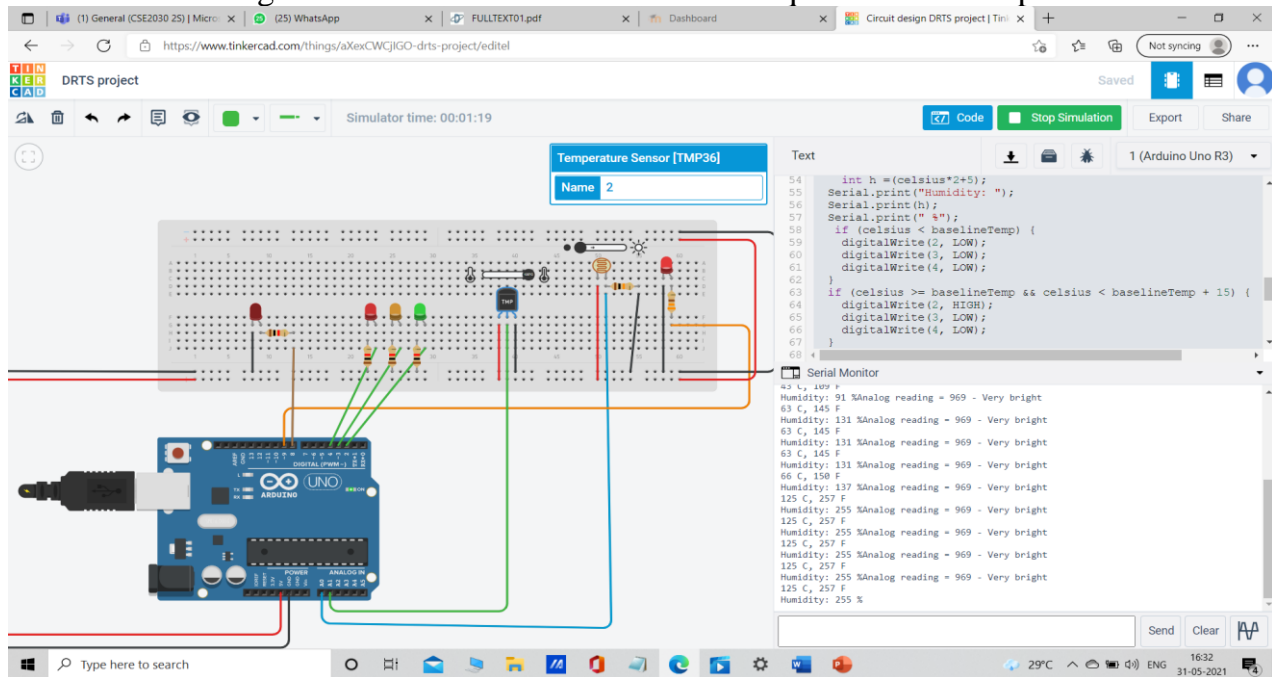 (1) General (CSE2030 2S) | Micro
(25) WhatsApp
FULLTEXT01.pdf
Dashboard
Circuit design DRTS project | Tin
https://www.tinkercad.com/things/aXexCWCjIGO-drts-project/editel
Not syncing
TIN
KER
CAD
DRTS project
Saved
Simulator time: 00:01:19
Code
Stop Simulation
Export
Share
Temperature Sensor [TMP36]
Name 2
Text
1 (Arduino Uno R3)
54 int h =(celsius*2+5);
55 Serial.print("Humidity: ");
56 Serial.print(h);
57 Serial.print(" %");
58 if (celsius < baselineTemp) {
59 digitalWrite(2, LOW);
60 digitalWrite(3, LOW);
61 digitalWrite(4, LOW);
62 }
63 if (celsius >= baselineTemp && celsius < baselineTemp + 15) {
64 digitalWrite(2, HIGH);
65 digitalWrite(3, LOW);
66 digitalWrite(4, LOW);
67 }
68
Serial Monitor
43 C, 109 F
Humidity: 91 %Analog reading = 969 - Very bright
63 C, 145 F
Humidity: 131 %Analog reading = 969 - Very bright
63 C, 145 F
Humidity: 131 %Analog reading = 969 - Very bright
63 C, 145 F
Humidity: 131 %Analog reading = 969 - Very bright
66 C, 150 F
Humidity: 137 %Analog reading = 969 - Very bright
125 C, 257 F
Humidity: 255 %Analog reading = 969 - Very bright
125 C, 257 F
Humidity: 255 %Analog reading = 969 - Very bright
125 C, 257 F
Humidity: 255 %Analog reading = 969 - Very bright
125 C, 257 F
Humidity: 255 %Analog reading = 969 - Very bright
125 C, 257 F
Humidity: 255 %
Send
Clear
TMP
DIGITAL (PWM~)
UNO
ARDUINO
TX
RX
ON
POWER
ANALOG IN
Type here to search
29°C
ENG
16:32
31-05-2021